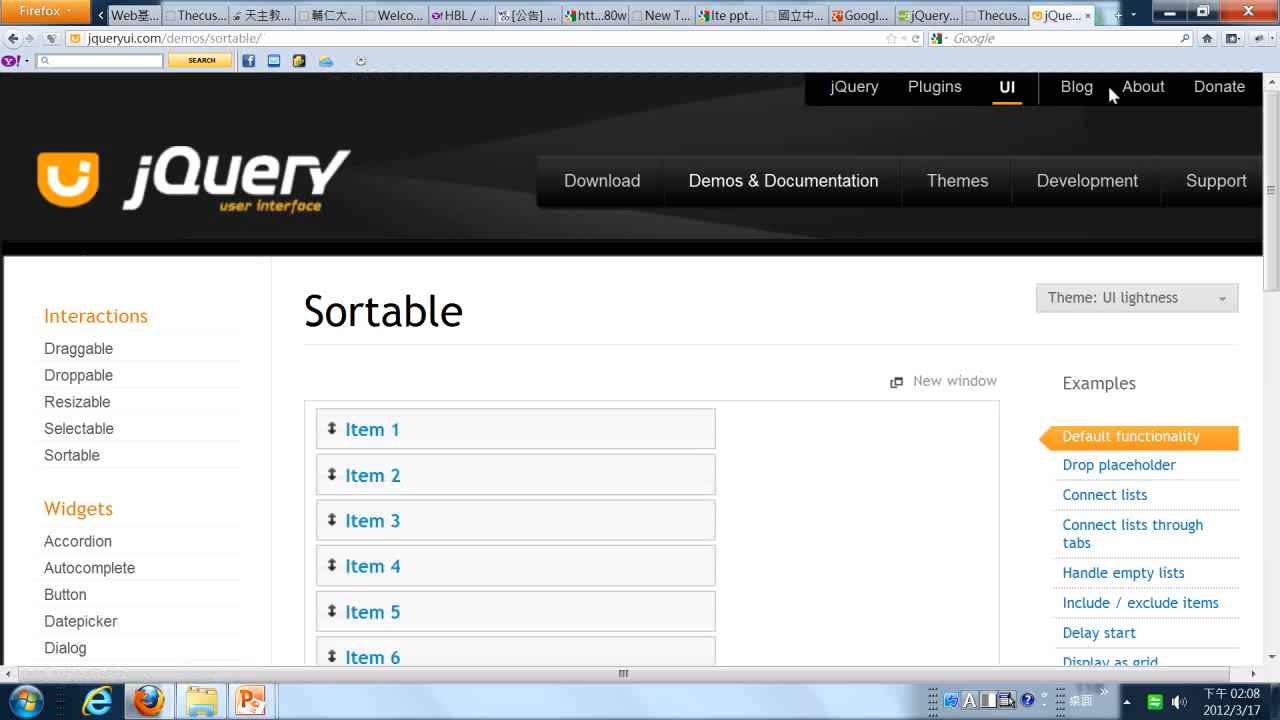 Firefox
Web基... Thecus... 天主教... 輔仁大... Welco... HBレ/ ... [公告] ... htt...80w New T... lte ppt... 國立中... Googl... jQuery... Thecus... jQue...
jqueryui.com/demos/sortable/
Google
SEARCH
jQuery Plugins UI Blog About Donate
jQuery
user interface
Download Demos & Documentation Themes Development Support
Sortable
Theme: UI lightness
Interactions
Draggable
Droppable
Resizable
Selectable
Sortable
Widgets
Accordion
Autocomplete
Button
Datepicker
Dialog
New window
Item 1
Item 2
Item 3
Item 4
Item 5
Item 6
Examples
Default functionality
Drop placeholder
Connect lists
Connect lists through
tabs
Handle empty lists
Include / exclude items
Delay start
Display as grid
桌面
下午 02:08
2012/3/17